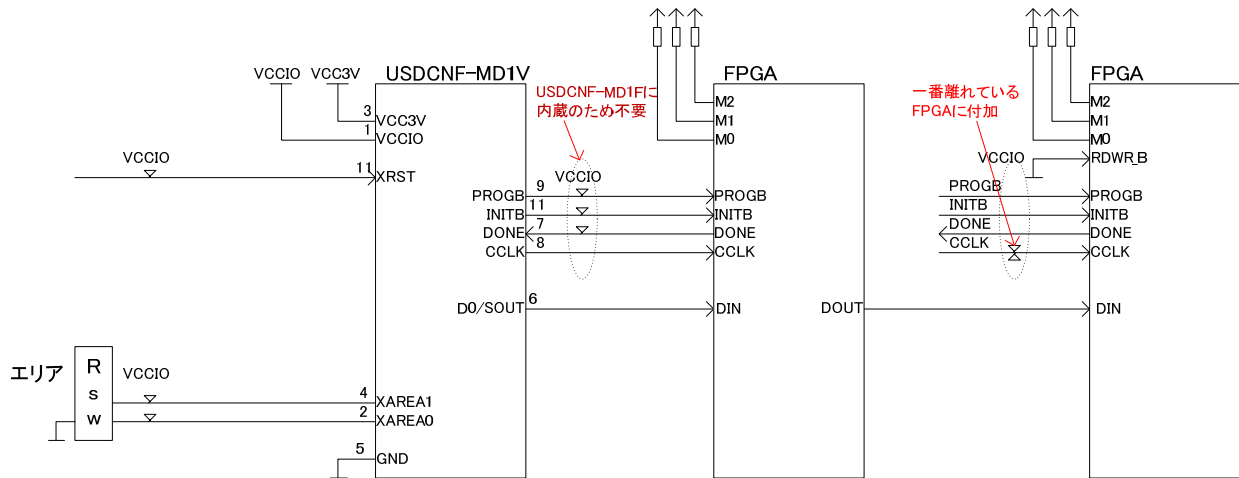 USDCNF-MD1V
FPGA
FPGA
VCCIO VCC3V
USDCNF-MD1Fに
内蔵のため不要
一番離れている
FPGAに付加
3 VCC3V
1 VCCIO
M2
M1
M0
M2
M1
M0
VCCIO
11 XRST
VCCIO
VCCIO
RDWR_B
PROGB 9 PROGB
INITB 11 INITB
DONE 7 DONE
CCLK 8 CCLK
PROGB PROGB
INITB INITB
DONE DONE
CCLK CCLK
D0/SOUT 6 DIN
DOUT DIN
エリア
R
s
w
VCCIO
4 XAREA1
2 XAREA0
5 GND